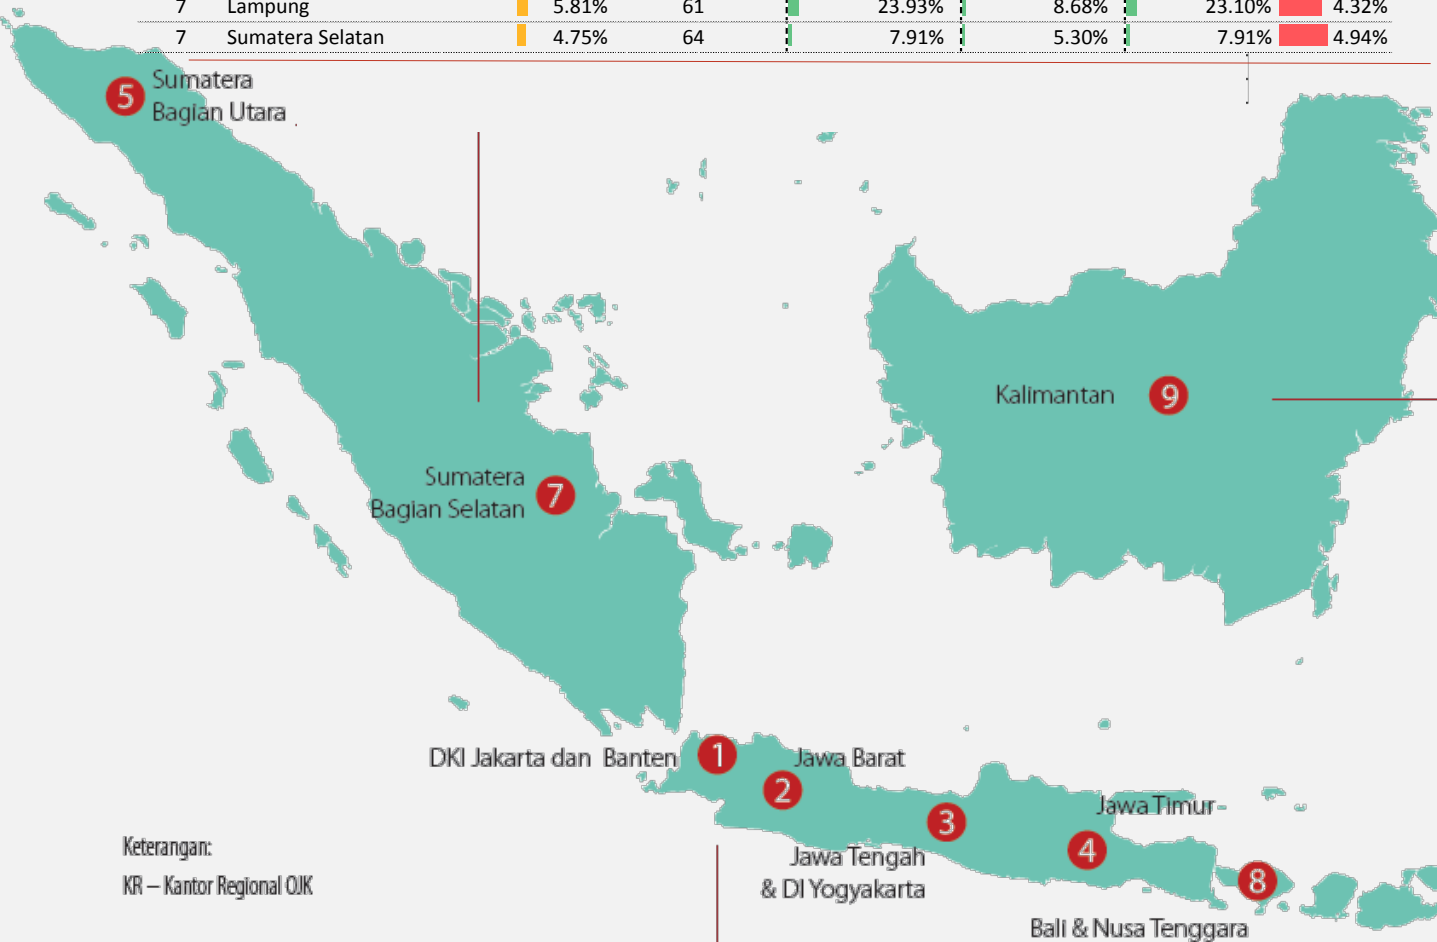 7 Lampung 5.81% 61 23.93% 8.68% 23.10% 4.32%
7 Sumatera Selatan 4.75% 64 7.91% 5.30% 7.91% 4.94%
5 Sumatera
Bagian Utara
Kalimantan 9
Sumatera
Bagian Selatan 7
DKI Jakarta dan Banten 1
Jawa Barat
2
Jawa Timur
3
4
Jawa Tengah
& DI Yogyakarta
8
Bali & Nusa Tenggara
Keterangan:
KR – Kantor Regional OJK